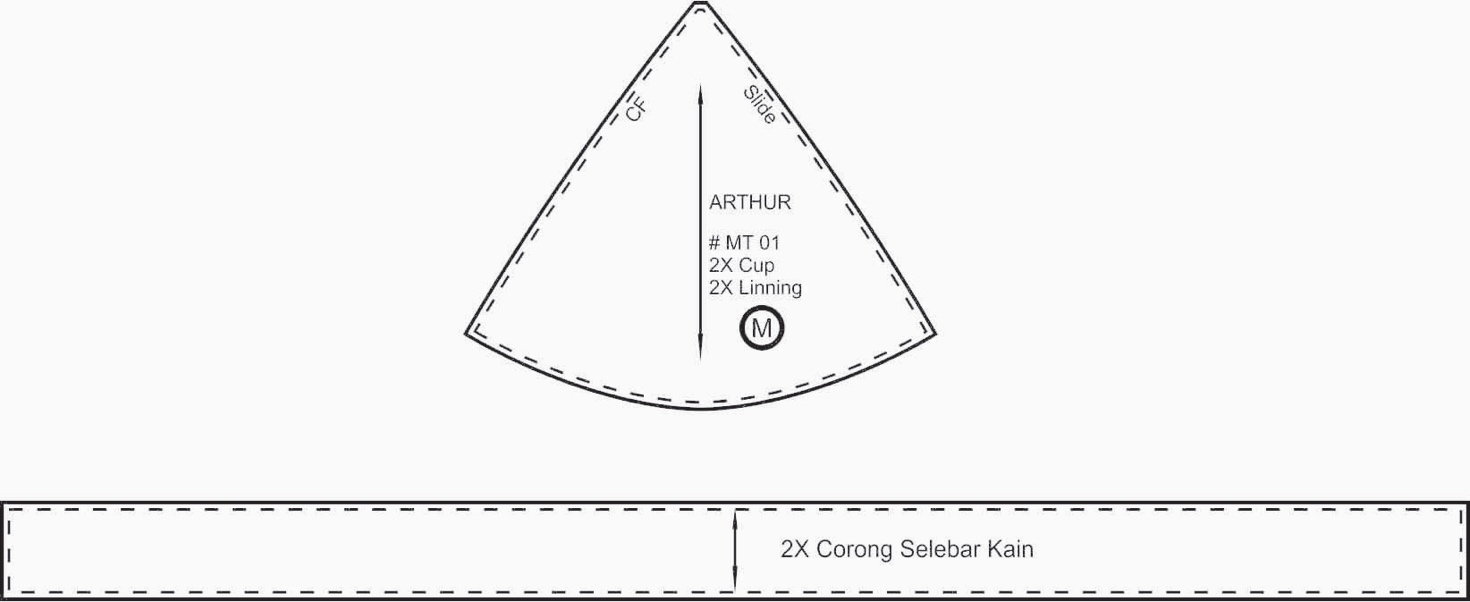 CF
Slide
ARTHUR
# MT 01
2X Cup
2X Linning
M
2X Corong Selebar Kain